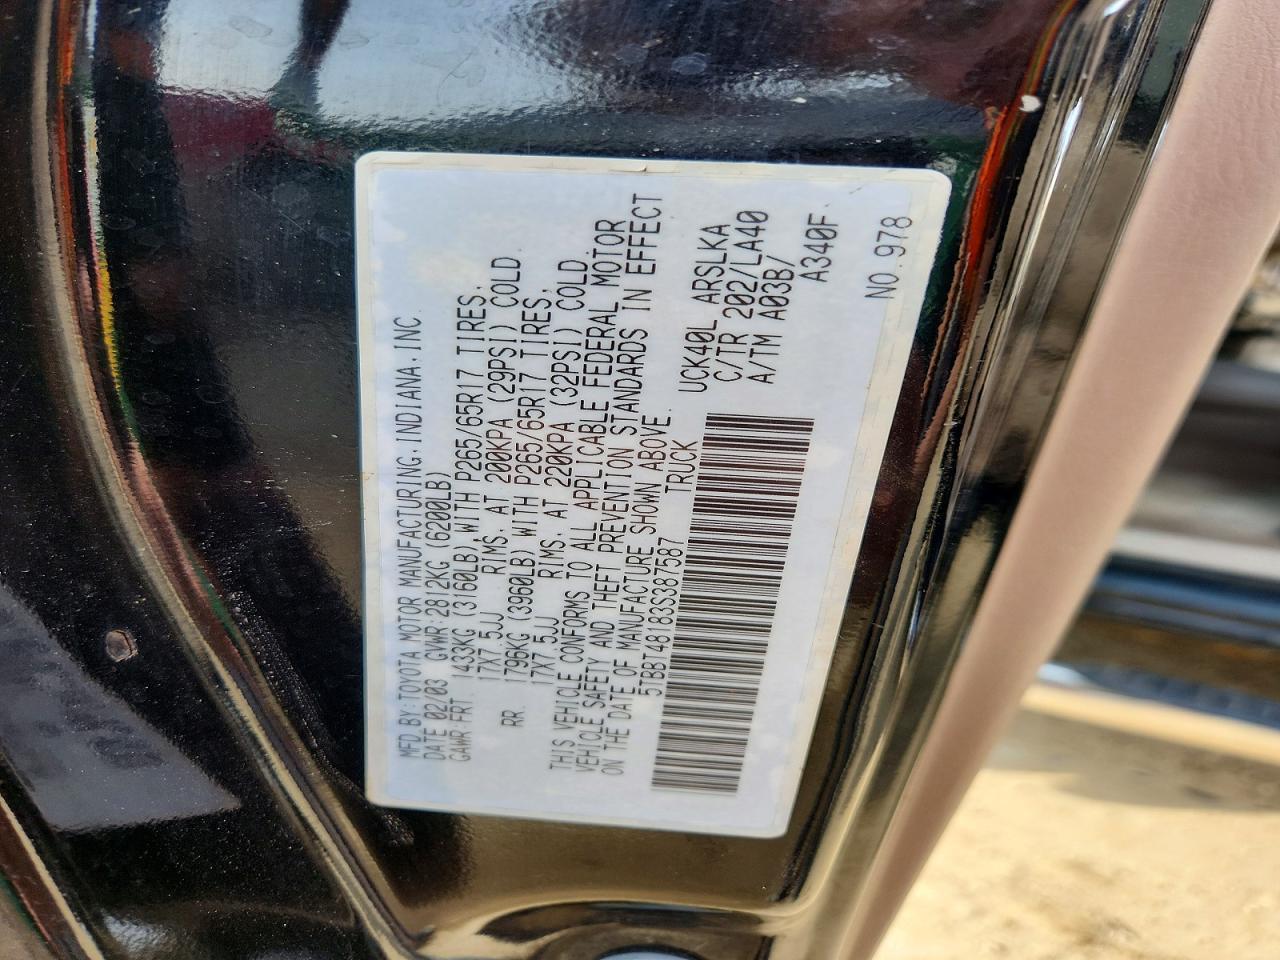 MFD.BY:TOYOTA MOTOR MANUFACTURING,INDIANA,INC
DATE 02/03 GVWR:2812KG (6200LB)
GAWR FRT. 1433KG (3160LB)WITH P265/65R17 TIRES,
17X7.5JJ RIMS, AT 200KPA (29PSI) COLD
RR. 1796KG (3960LB)WITH P265/65R17 TIRES,
17X7.5JJ RIMS, AT 220KPA (32PSI) COLD.
THIS VEHICLE CONFORMS TO ALL APPLICABLE FEDERAL MOTOR
VEHICLE SAFETY AND THEFT PREVENTION STANDARDS IN EFFECT
ON THE DATE OF MANUFACTURE SHOWN ABOVE.
5TBBT48183S387587 TRUCK
UCK40L ARSLKA
C/TR 202/LA40
A/TM A03B/
A340F
NO.978